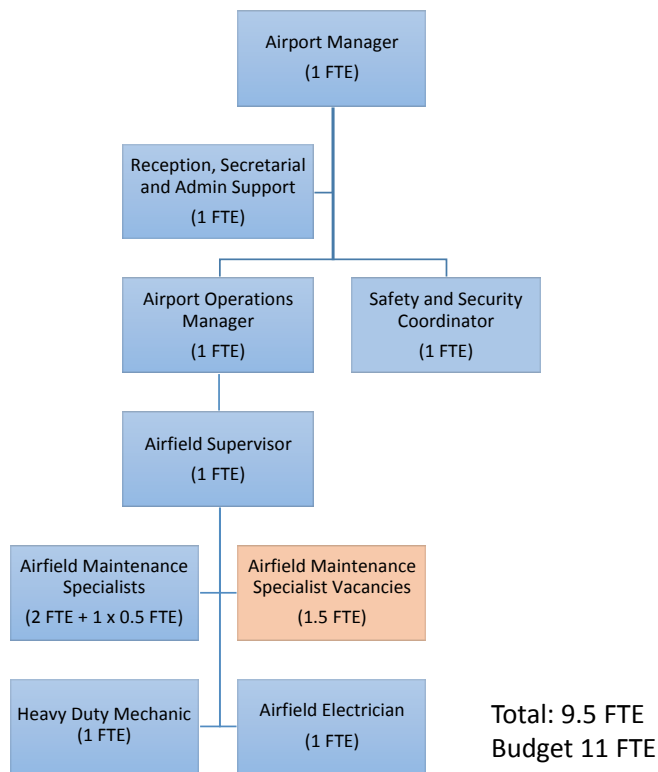 Airport Manager
(1 FTE)
Reception, Secretarial
and Admin Support
(1 FTE)
Airport Operations
Manager
(1 FTE)
Safety and Security
Coordinator
(1 FTE)
Airfield Supervisor
(1 FTE)
Airfield Maintenance
Specialists
(2 FTE + 1 x 0.5 FTE)
Airfield Maintenance
Specialist Vacancies
(1.5 FTE)
Heavy Duty Mechanic
(1 FTE)
Airfield Electrician
(1 FTE)
Total: 9.5 FTE
Budget 11 FTE